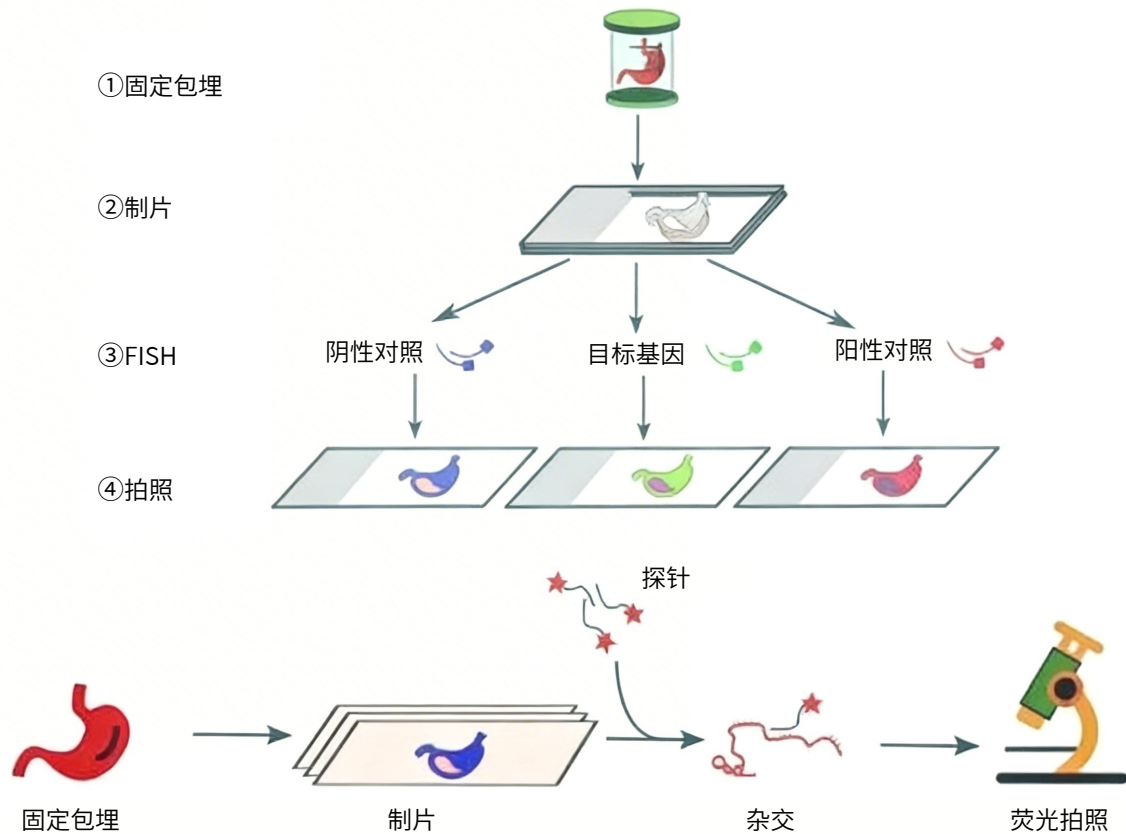 ①固定包埋
②制片
③FISH
阴性对照
目标基因
阳性对照
④拍照
探针
固定包埋
制片
杂交
荧光拍照